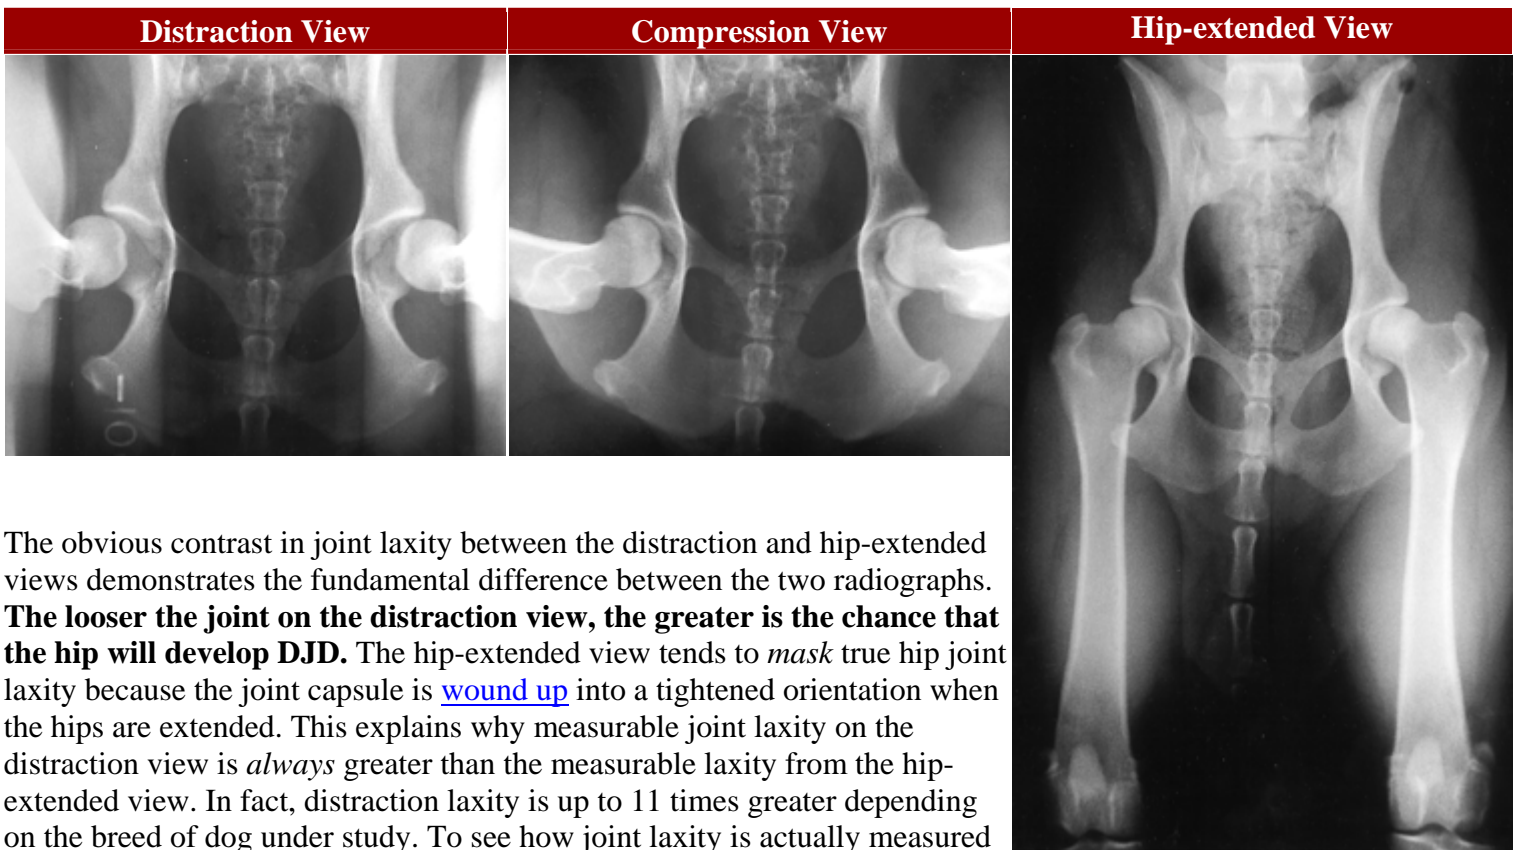 Distraction View
Compression View
Hip-extended View
The obvious contrast in joint laxity between the distraction and hip-extended
views demonstrates the fundamental difference between the two radiographs.
The looser the joint on the distraction view, the greater is the chance that
the hip will develop DJD. The hip-extended view tends to mask true hip joint
laxity because the joint capsule is wound up into a tightened orientation when
the hips are extended. This explains why measurable joint laxity on the
distraction view is always greater than the measurable laxity from the hip-
extended view. In fact, distraction laxity is up to 11 times greater depending
on the breed of dog under study. To see how joint laxity is actually measured